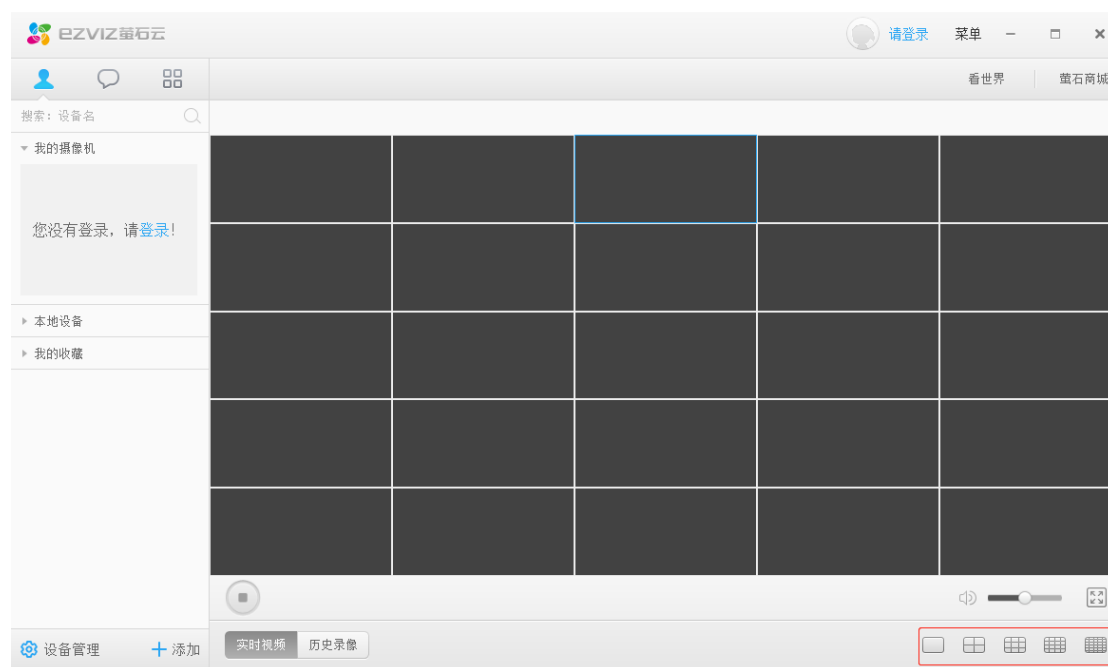 ezviz萤石云
请登录 菜单
看世界 萤石商城
搜索：设备名
我的摄像机
您没有登录，请登录!
本地设备
我的收藏
设备管理 添加 实时视频 历史录像